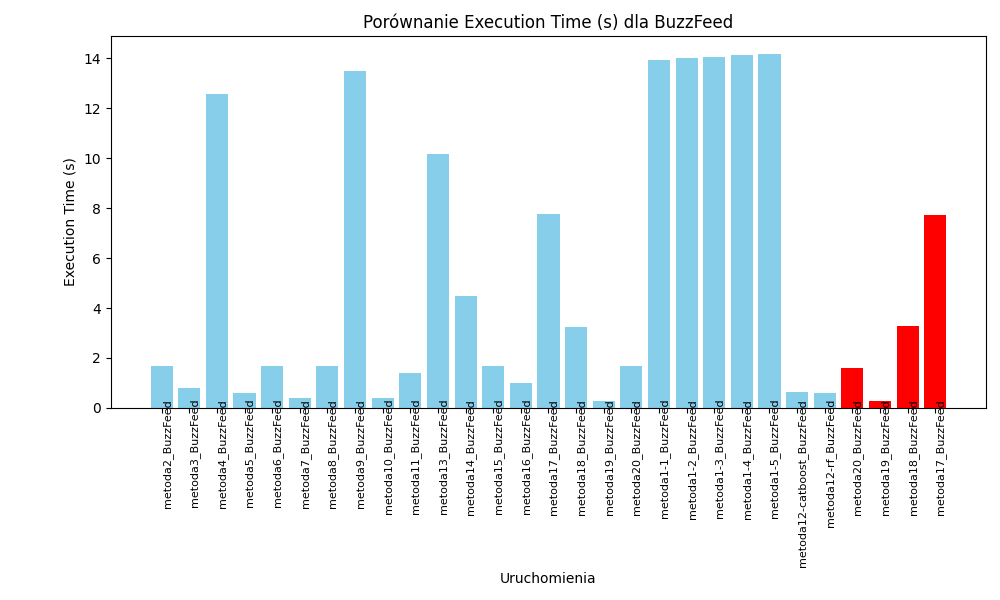 Porównanie Execution Time (s) dla BuzzFeed
Execution Time (s)
14
12
10
8
6
4
2
0
metoda2_BuzzFeed
metoda3_BuzzFeed
metoda4_BuzzFeed
metoda5_BuzzFeed
metoda6_BuzzFeed
metoda7_BuzzFeed
metoda8_BuzzFeed
metoda9_BuzzFeed
metoda10_BuzzFeed
metoda11_BuzzFeed
metoda13_BuzzFeed
metoda14_BuzzFeed
metoda15_BuzzFeed
metoda16_BuzzFeed
metoda17_BuzzFeed
metoda18_BuzzFeed
metoda19_BuzzFeed
metoda20_BuzzFeed
metoda1-1_BuzzFeed
metoda1-2_BuzzFeed
metoda1-3_BuzzFeed
metoda1-4_BuzzFeed
metoda1-5_BuzzFeed
metoda12-catboost_BuzzFeed
metoda12-rf_BuzzFeed
metoda20_BuzzFeed
metoda19_BuzzFeed
metoda18_BuzzFeed
metoda17_BuzzFeed
Uruchomienia